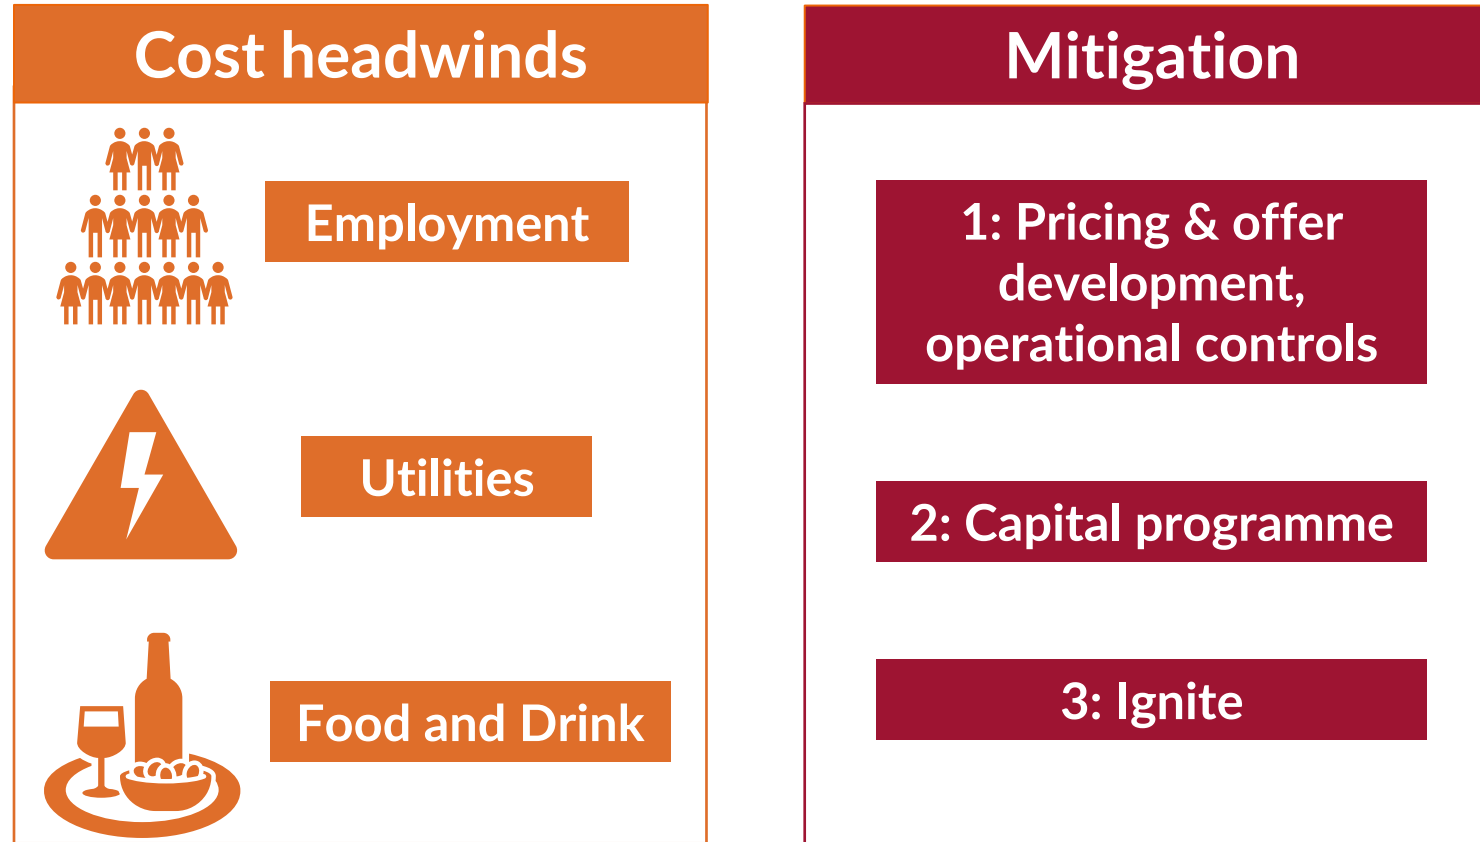 Cost headwinds
Employment
Utilities
Food and Drink
Mitigation
1: Pricing & offer
development,
operational controls
2: Capital programme
3: Ignite